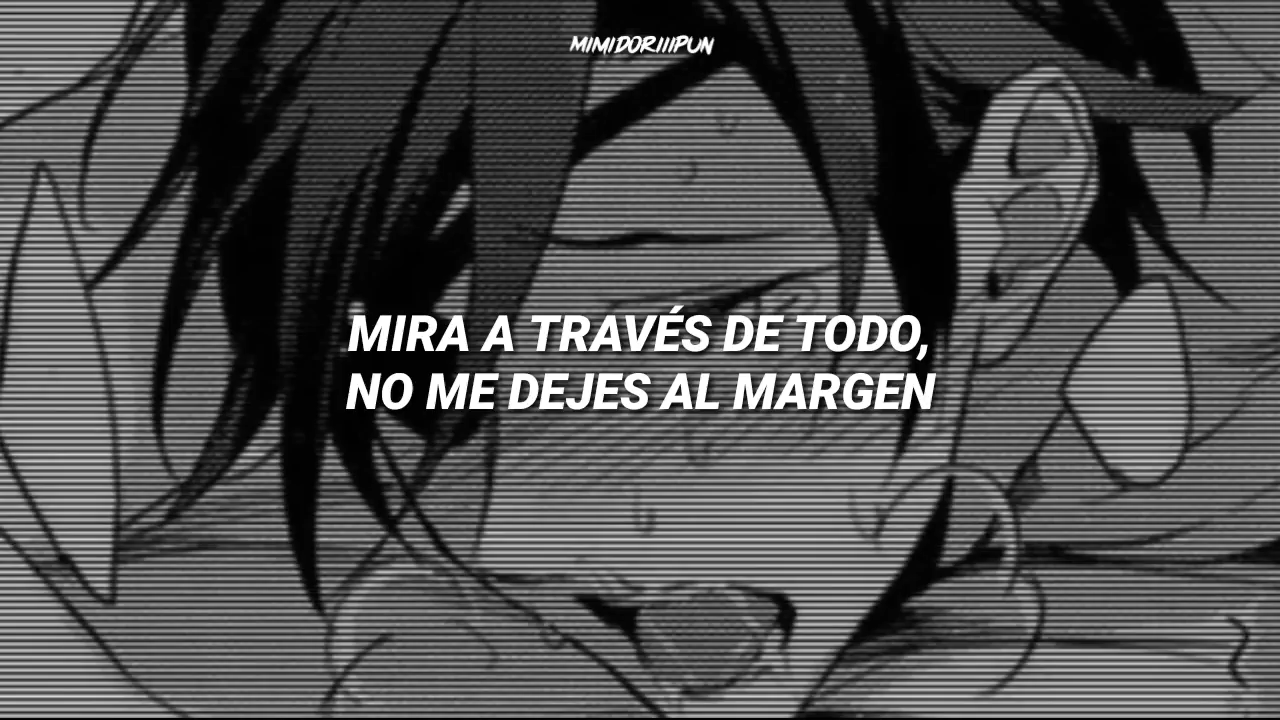 MIMIDORIIIPUN
MIRA A TRAVÉS DE TODO,
NO ME DEJES AL MARGEN